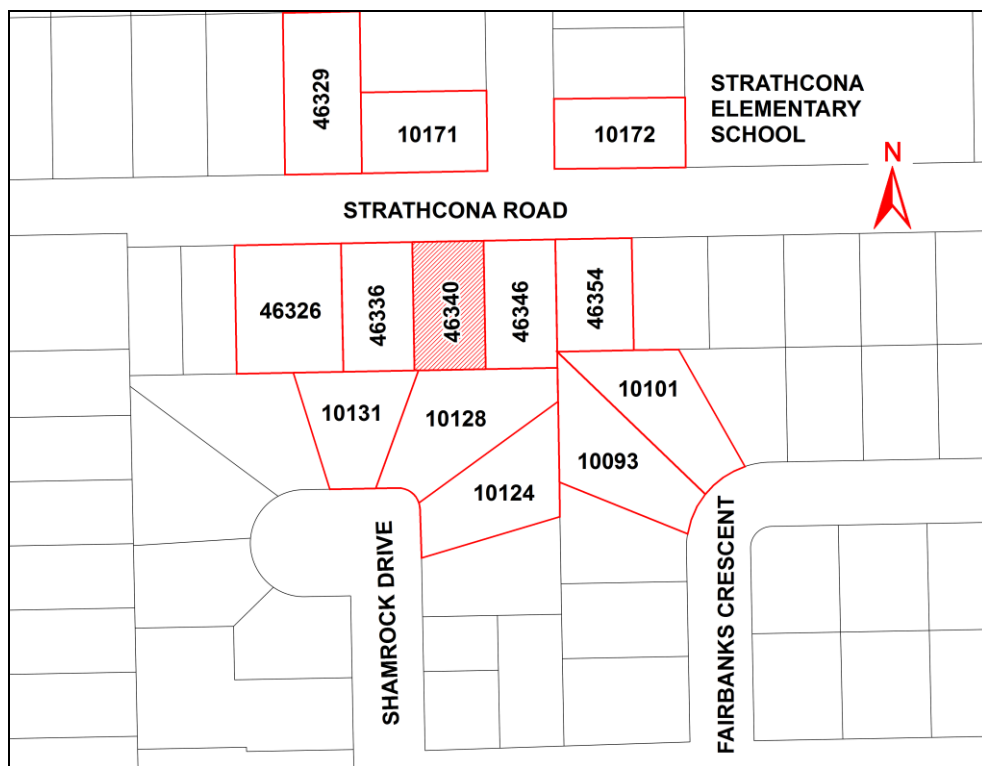 46329
10171
10172
STRATHCONA
ELEMENTARY
SCHOOL
N
STRATHCONA ROAD
46326
46336
46340
46346
46354
10131
10128
10101
10093
10124
SHAMROCK DRIVE
FAIRBANKS CRESCENT